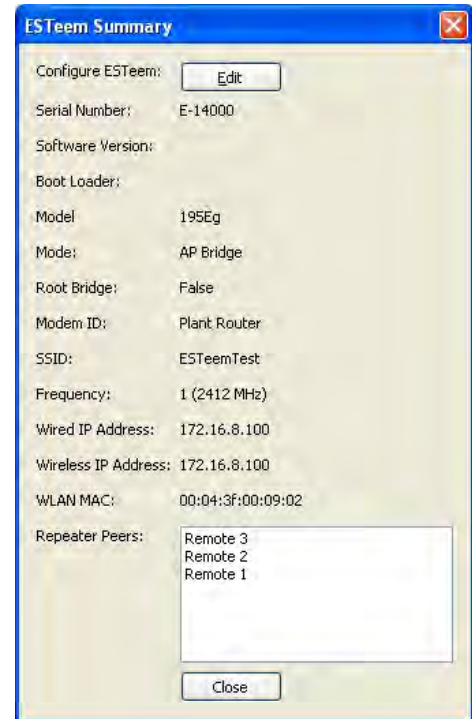 ESTeem Summary
Configure ESTeem: Edit
Serial Number: E-14000
Software Version:
Boot Loader:
Model 195Eg
Mode: AP Bridge
Root Bridge: False
Modem ID: Plant Router
SSID: ESTeemTest
Frequency: 1 (2412 MHz)
Wired IP Address: 172.16.8.100
Wireless IP Address: 172.16.8.100
WLAN MAC: 00:04:3f:00:09:02
Repeater Peers: Remote 3
Remote 2
Remote 1
Close